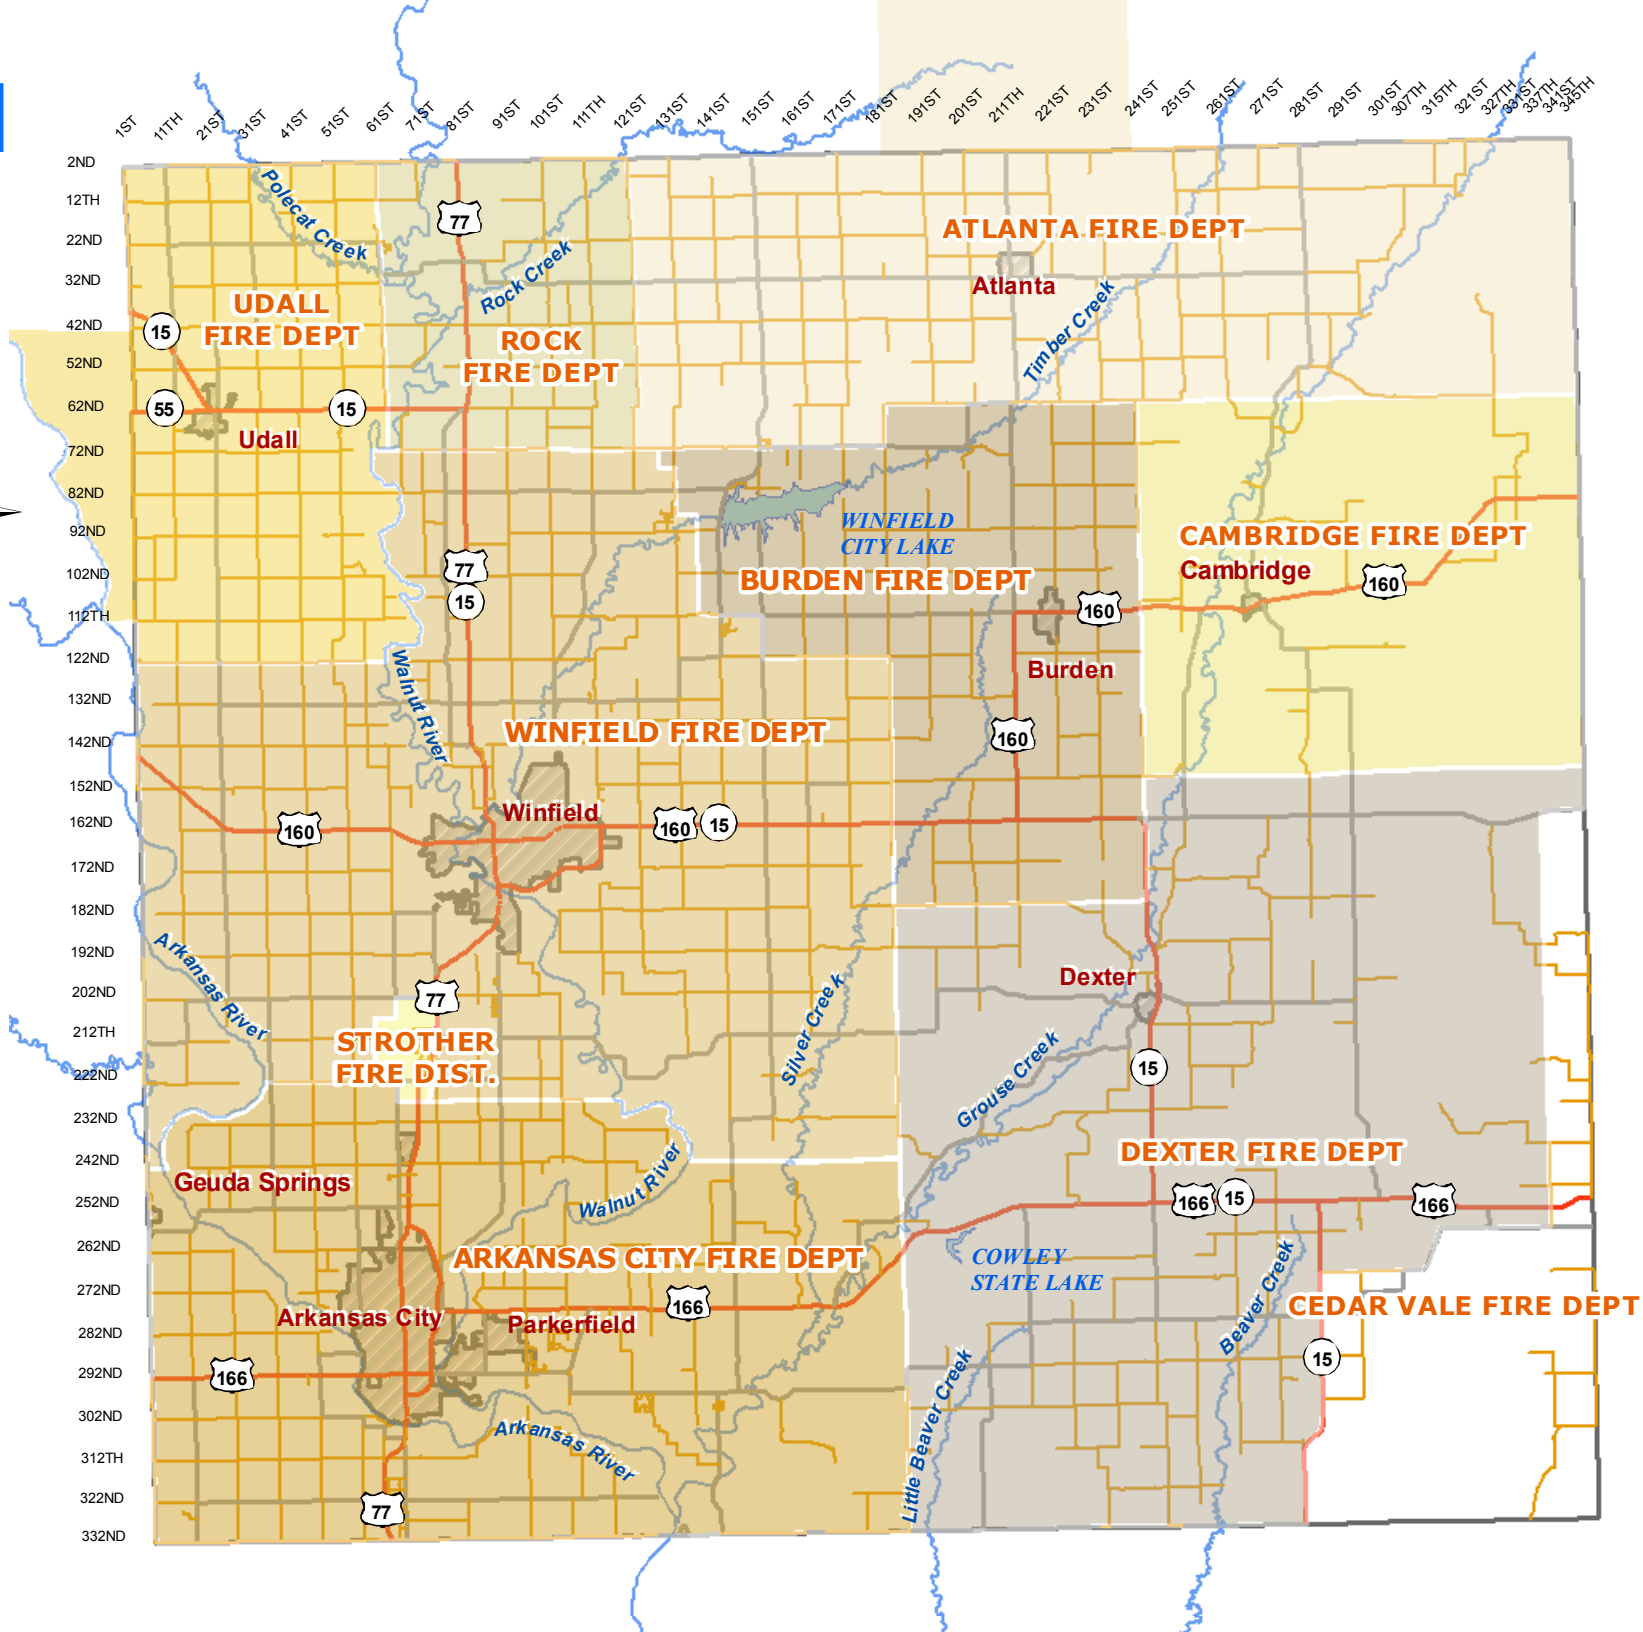 1ST
11TH
21ST
31ST
41ST
51ST
61ST
71ST
81ST
91ST
101ST
111TH
121ST
131ST
141ST
151ST
161ST
171ST
181ST
191ST
201ST
211TH
221ST
231ST
241ST
251ST
261ST
271ST
281ST
291ST
301TH
307TH
315TH
321ST
327TH
331ST
337TH
341ST
345TH
2ND
12TH
22ND
32ND
42ND
52ND
62ND
72ND
82ND
92ND
102ND
112TH
122ND
132ND
142ND
152ND
162ND
172ND
182ND
192ND
202ND
212TH
222ND
232ND
242ND
252ND
262ND
272ND
282ND
292ND
302ND
312TH
322ND
332ND
Polecat Creek
77
Rock Creek
ATLANTA FIRE DEPT
Atlanta
Timber Creek
UDALL
FIRE DEPT
15
ROCK
FIRE DEPT
55
15
Udall
WINFIELD
CITY LAKE
CAMBRIDGE FIRE DEPT
Cambridge
160
77
15
BURDEN FIRE DEPT
160
Burden
Walnut River
WINFIELD FIRE DEPT
160
Winfield
160
160
15
Arkansas River
77
Dexter
STROTHER
FIRE DIST.
Silver Creek
Grouse Creek
15
DEXTER FIRE DEPT
Geuda Springs
Walnut River
166
15
166
ARKANSAS CITY FIRE DEPT
COWLEY
STATE LAKE
Beaver Creek
166
CEDAR VALE FIRE DEPT
Arkansas City
Parkerfield
166
15
Little Beaver Creek
Arkansas River
77